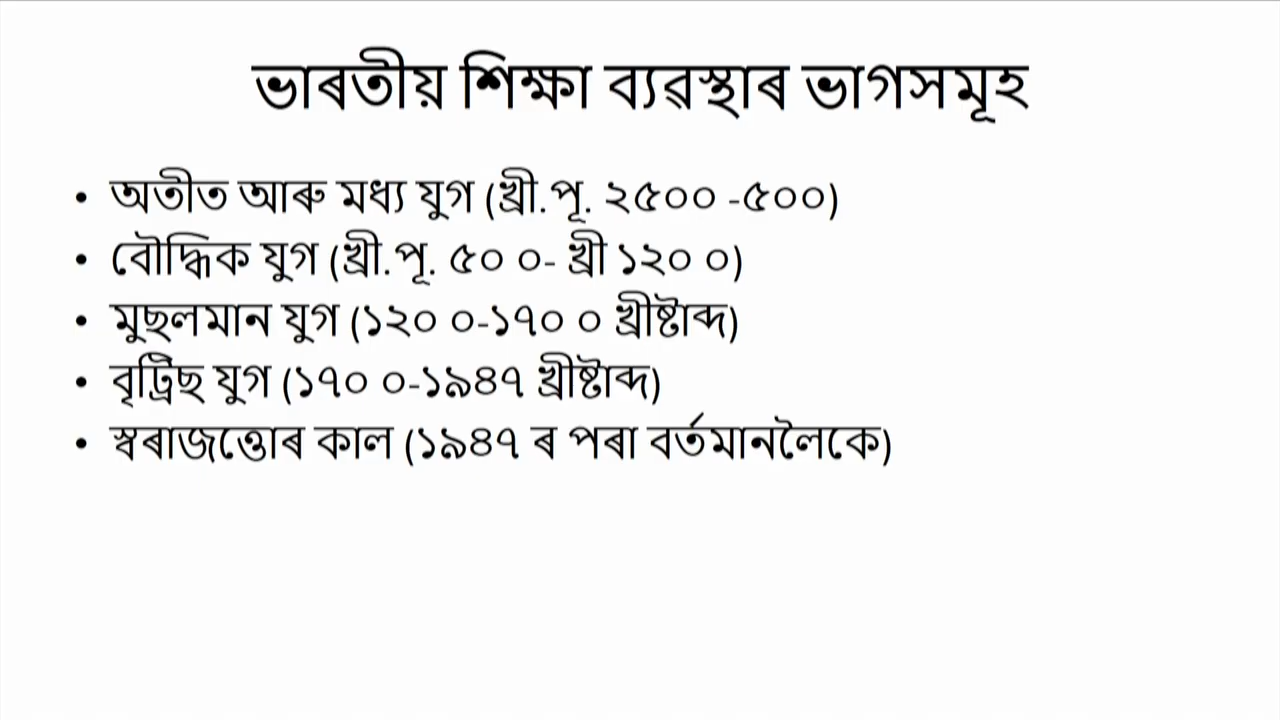 ভাৰতীয় শিক্ষা ব্যৱস্থাৰ ভাগসমূহ
• অতীত আৰু মধ্য যুগ (খ্ৰী.পূ. ২৫০০ -৫০০)
• বৌদ্ধিক যুগ (খ্ৰী.পূ. ৫০ ০- খ্ৰী ১২০ ০)
• মুছলমান যুগ (১২০ ০-১৭০ ০ খ্ৰীষ্টাব্দ)
• বৃট্ৰিছ যুগ (১৭০ ০-১৯৪৭ খ্ৰীষ্টাব্দ)
• স্বৰাজত্তোৰ কাল (১৯৪৭ ৰ পৰা বৰ্তমানলৈকে)